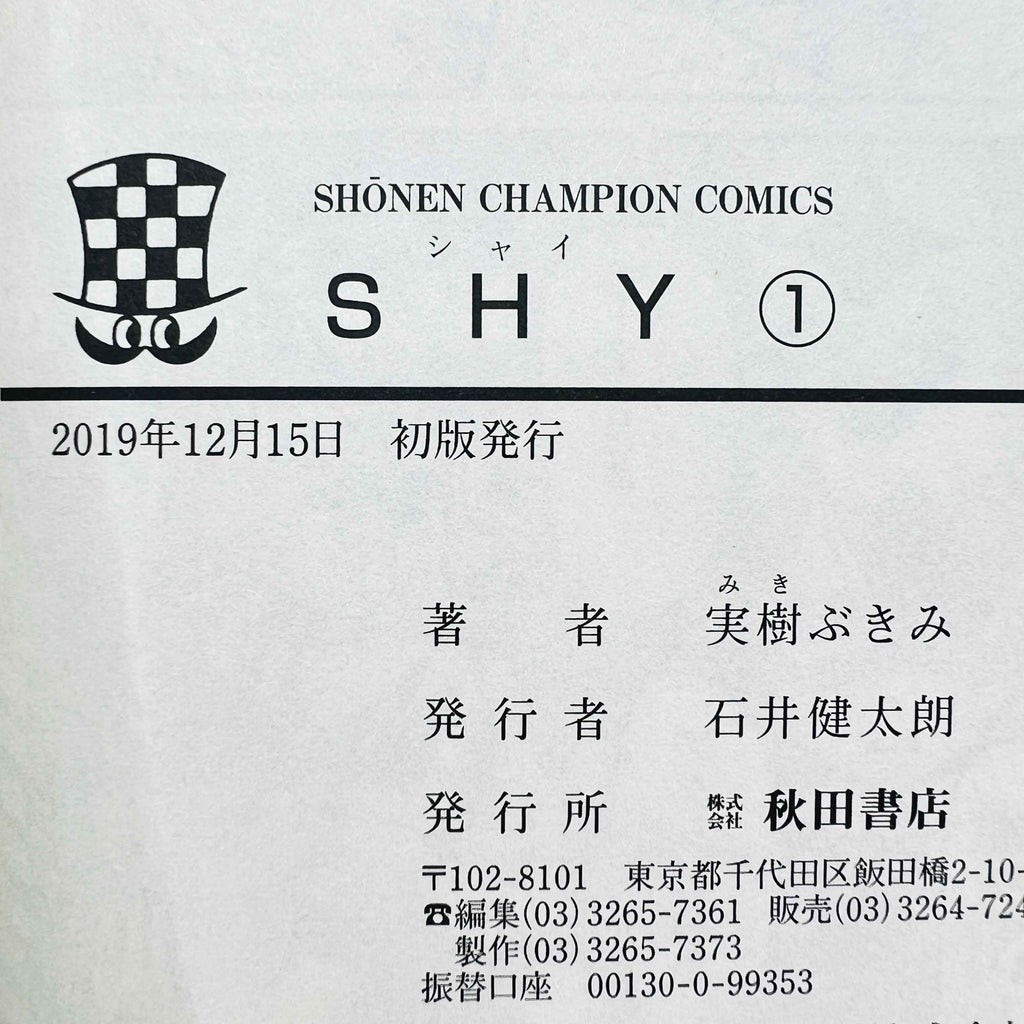 SHŌNEN CHAMPION COMICS
シャイ
SHY①
2019年12月15日　初版発行
みき
著者　実樹ぶきみ
発行者　石井健太朗
発行所　株式会社 秋田書店
〒102-8101　東京都千代田区飯田橋2-10-
☎編集(03)3265-7361　販売(03)3264-724
製作(03)3265-7373
振替口座　00130-0-99353